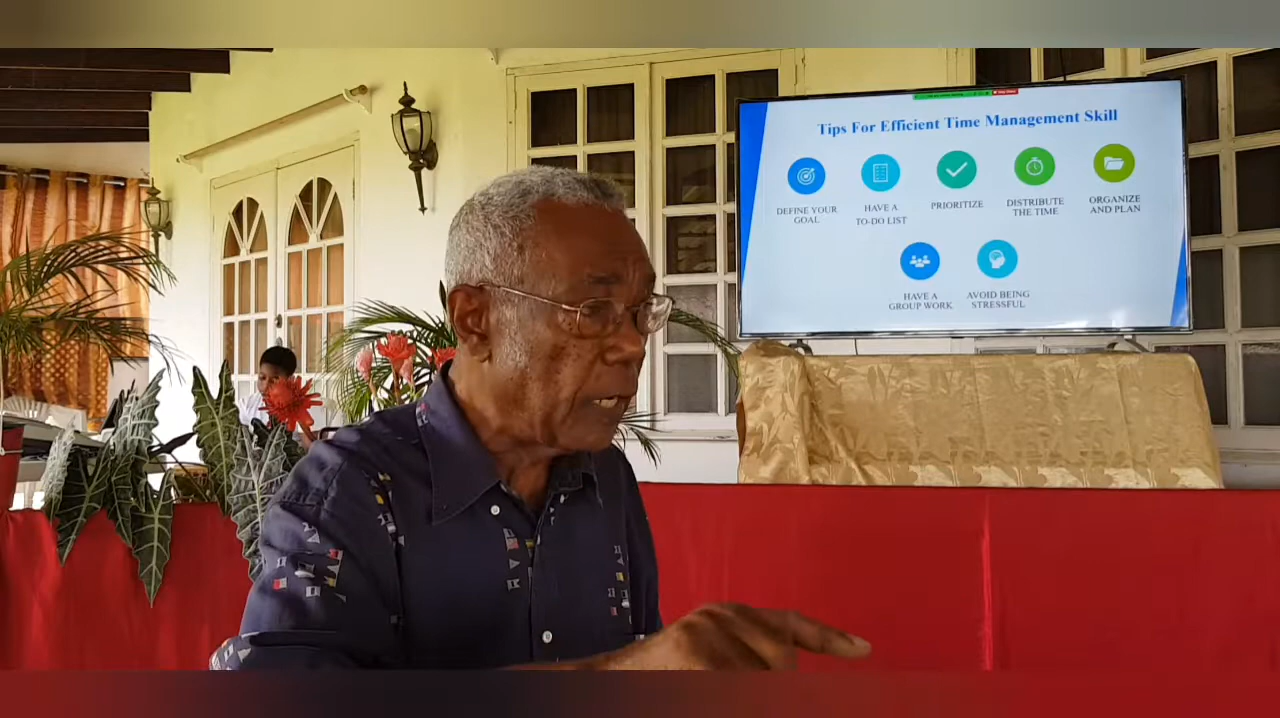 Tips For Efficient Time Management Skill
DEFINE YOUR
GOAL
HAVE A
TO-DO LIST
PRIORITIZE
DISTRIBUTE
THE TIME
ORGANIZE
AND PLAN
HAVE A
GROUP WORK
AVOID BEING
STRESSFUL